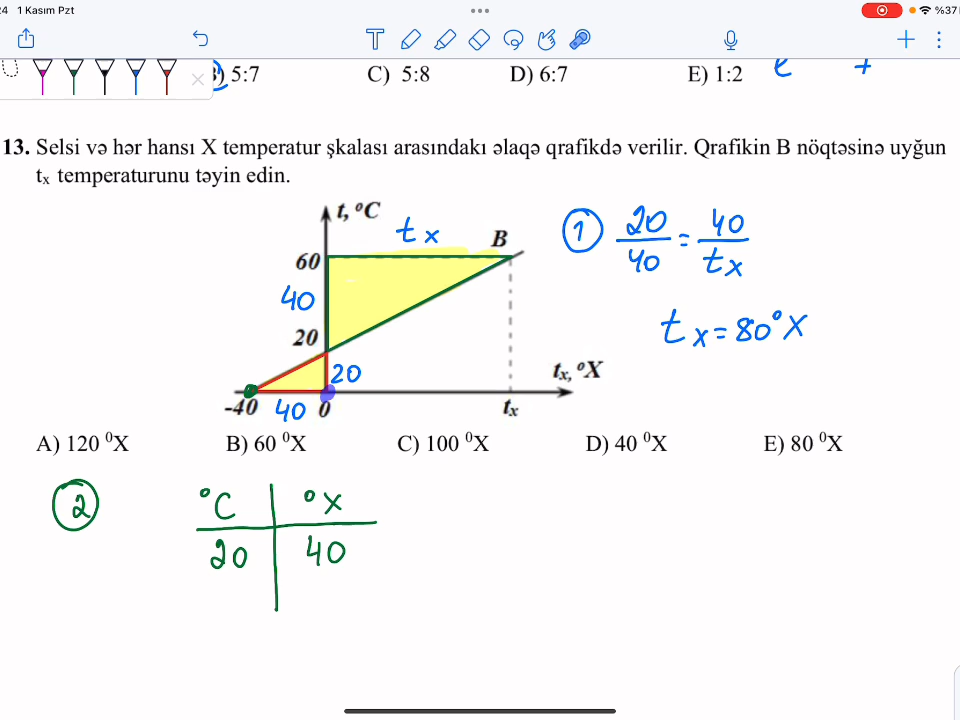 24 1 Kasım Pzt %37
B) 5:7 C) 5:8 D) 6:7 E) 1:2
13. Selsi və hər hansı X temperatur şkalası arasındakı əlaqə qrafikdə verilir. Qrafikin B nöqtəsinə uyğun
tₓ temperaturunu təyin edin.
t, °C
tx B
60
40
20
20
tₓ, °X
-40 40 0 tₓ
① 20/40 = 40/tx
tx = 80°X
A) 120 ⁰X B) 60 ⁰X C) 100 ⁰X D) 40 ⁰X E) 80 ⁰X
② °C °X
20 40